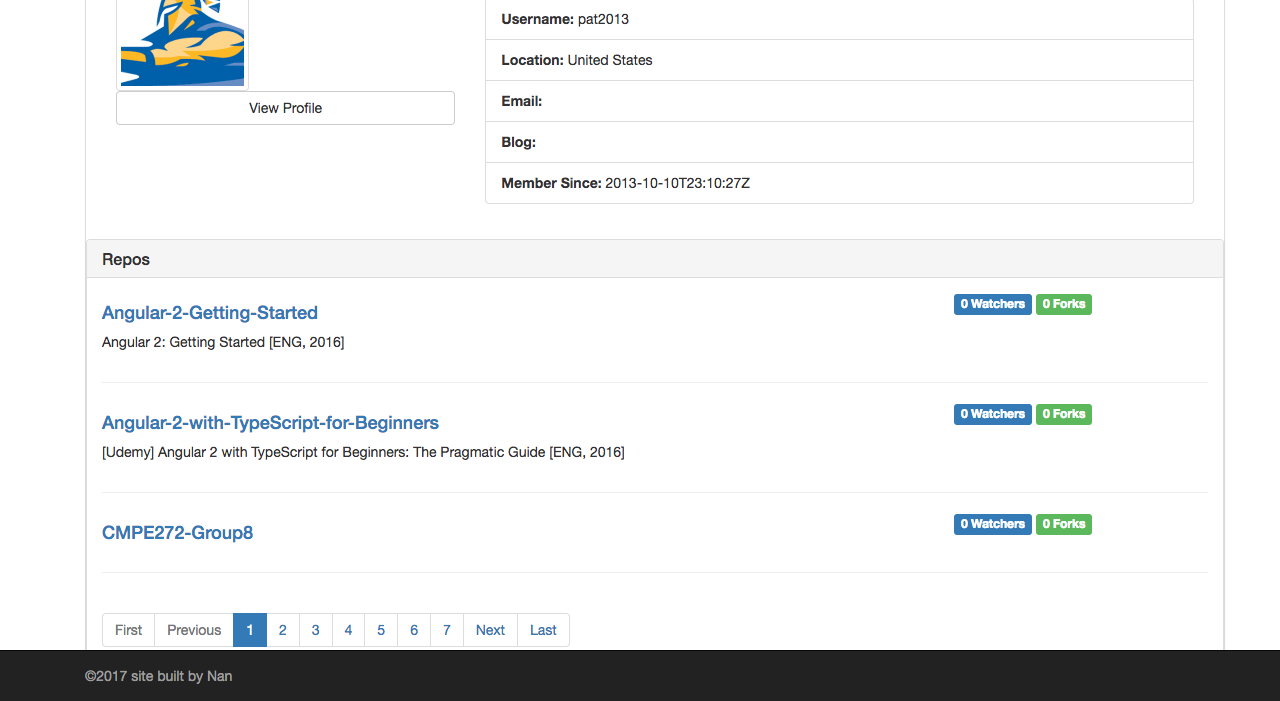 Username: pat2013
Location: United States
Email:
View Profile
Blog:
Member Since: 2013-10-10T23:10:27Z
Repos
Angular-2-Getting-Started
0 Watchers 0 Forks
Angular 2: Getting Started [ENG, 2016]
Angular-2-with-TypeScript-for-Beginners
0 Watchers 0 Forks
[Udemy] Angular 2 with TypeScript for Beginners: The Pragmatic Guide [ENG, 2016]
CMPE272-Group8
0 Watchers 0 Forks
First Previous 1 2 3 4 5 6 7 Next Last
©2017 site built by Nan